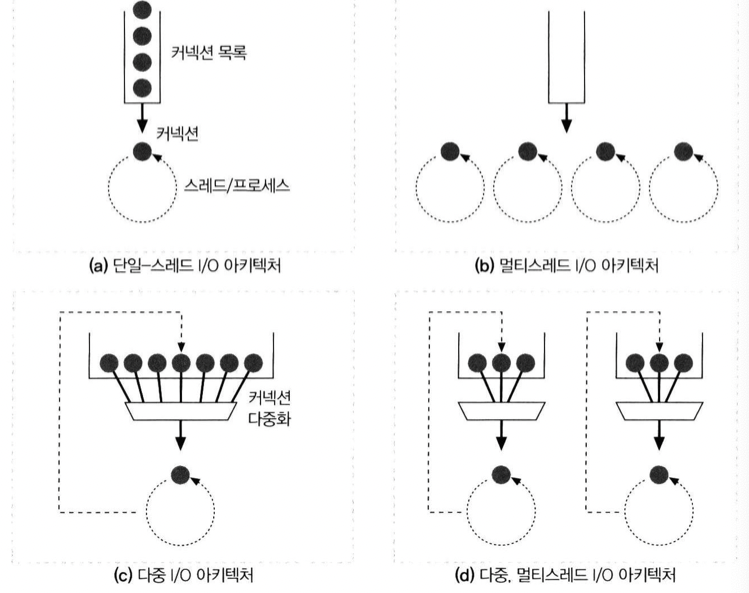 커넥션 목록
커넥션
스레드/프로세스
(a) 단일-스레드 I/O 아키텍처
(b) 멀티스레드 I/O 아키텍처
커넥션
다중화
(c) 다중 I/O 아키텍처
(d) 다중, 멀티스레드 I/O 아키텍처